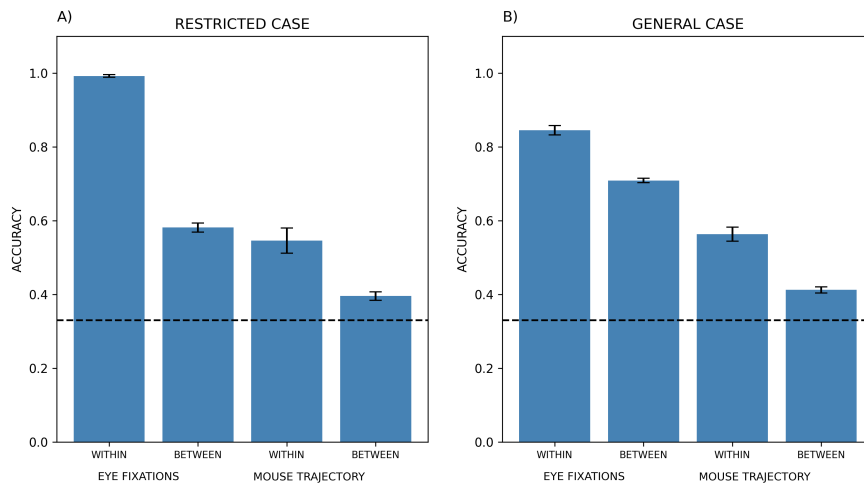 A)
RESTRICTED CASE
ACCURACY
1.0
0.8
0.6
0.4
0.2
0.0
WITHIN BETWEEN WITHIN BETWEEN
EYE FIXATIONS MOUSE TRAJECTORY
B)
GENERAL CASE
ACCURACY
1.0
0.8
0.6
0.4
0.2
0.0
WITHIN BETWEEN WITHIN BETWEEN
EYE FIXATIONS MOUSE TRAJECTORY